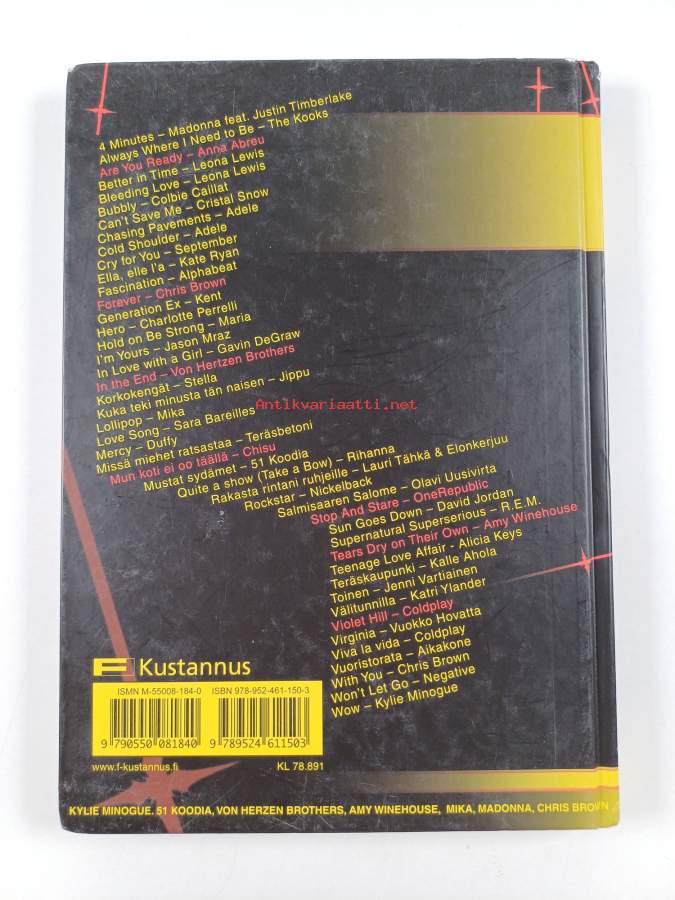 4 Minutes – Madonna feat. Justin Timberlake
Always Where I Need to Be – The Kooks
Are You Ready – Anna Abreu
Better in Time – Leona Lewis
Bleeding Love – Leona Lewis
Bubbly – Colbie Caillat
Can't Save Me – Cristal Snow
Chasing Pavements – Adele
Cold Shoulder – Adele
Cry for You – September
Ella, elle l'a – Kate Ryan
Fascination – Alphabeat
Forever – Chris Brown
Generation Ex – Kent
Hero – Charlotte Perrelli
Hold on Be Strong – Maria
I'm Yours – Jason Mraz
In Love with a Girl – Gavin DeGraw
In the End – Von Hertzen Brothers
Korkokengät – Stella
Kuka teki minusta tän naisen – Jippu
Lollipop – Mika
Love Song – Sara Bareilles
Mercy – Duffy
Missä miehet ratsastaa – Teräsbetoni
Mun koti ei oo täällä – Chisu
Mustat sydämet – 51 Koodia
Quite a show (Take a Bow) – Rihanna
Rakasta rintani ruhjeille – Lauri Tähkä & Elonkerjuu
Rockstar – Nickelback
Salmisaaren Salome – Olavi Uusivirta
Stop And Stare – OneRepublic
Sun Goes Down – David Jordan
Supernatural Superserious – R.E.M.
Tears Dry on Their Own – Amy Winehouse
Teenage Love Affair - Alicia Keys
Teräskaupunki – Kalle Ahola
Toinen – Jenni Vartiainen
Välitunnilla – Katri Ylander
Violet Hill – Coldplay
Virginia – Vuokko Hovatta
Viva la vida – Coldplay
Vuoristorata – Aikakone
With You – Chris Brown
Won't Let Go – Negative
Wow – Kylie Minogue
Antikvariaatti.net
F Kustannus
ISMN M-55008-184-0 ISBN 978-952-461-150-3
9 790550 081840 9 789524 611503
www.f-kustannus.fi KL 78.891
KYLIE MINOGUE. 51 KOODIA, VON HERZEN BROTHERS, AMY WINEHOUSE, MIKA, MADONNA, CHRIS BROWN